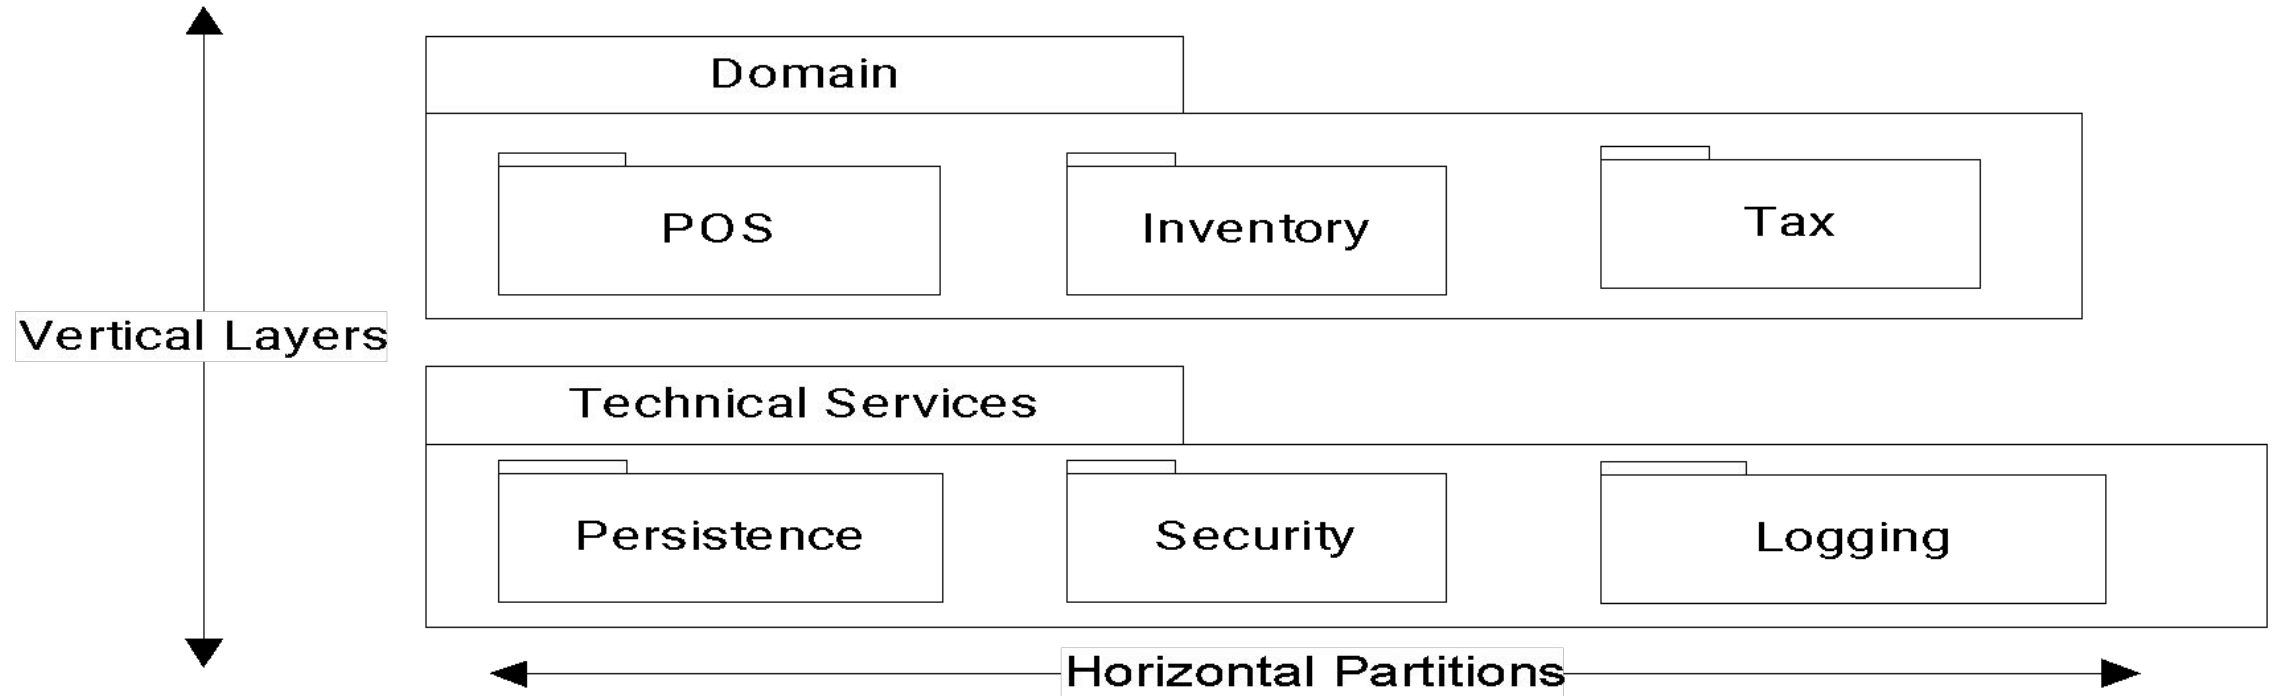 Domain
POS
Inventory
Tax
Vertical Layers
Technical Services
Persistence
Security
Logging
Horizontal Partitions